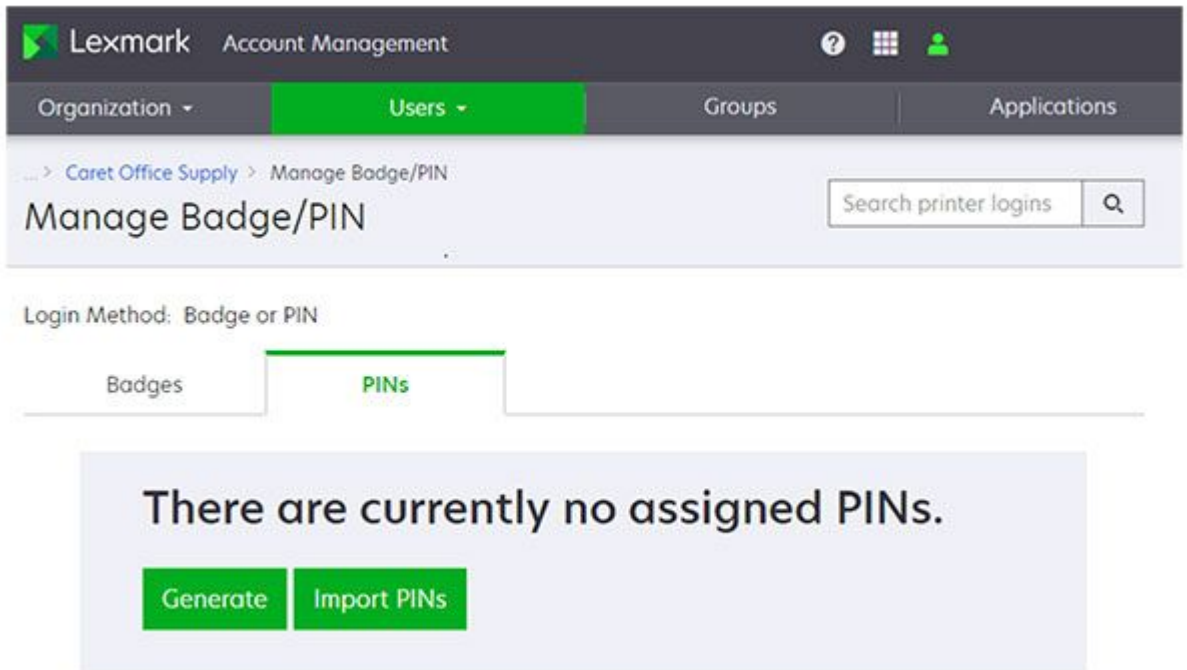 Lexmark Account Management
Organization Users Groups Applications
... > Caret Office Supply > Manage Badge/PIN
Manage Badge/PIN
Search printer logins
Login Method: Badge or PIN
Badges PINs
There are currently no assigned PINs.
Generate Import PINs